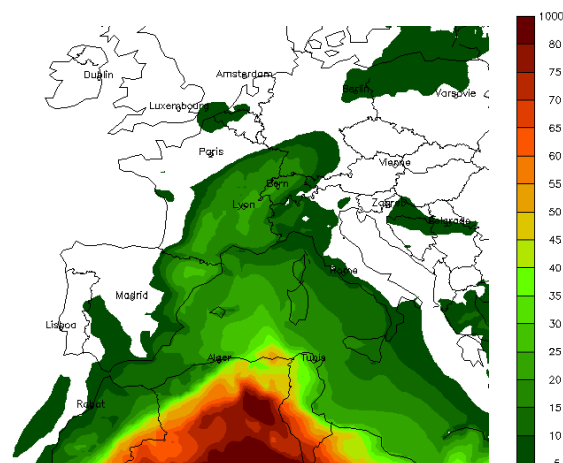 1000
Dublin
Amsterdam
80
Berlin
Varsovie
70
Luxembourg
65
Paris
60
Vienne
55
Bern
Zagreb
50
Lyon
Belgrade
45
Rome
40
Madrid
35
Lisboa
30
Alger
Tunis
25
20
Rabat
15
10
5